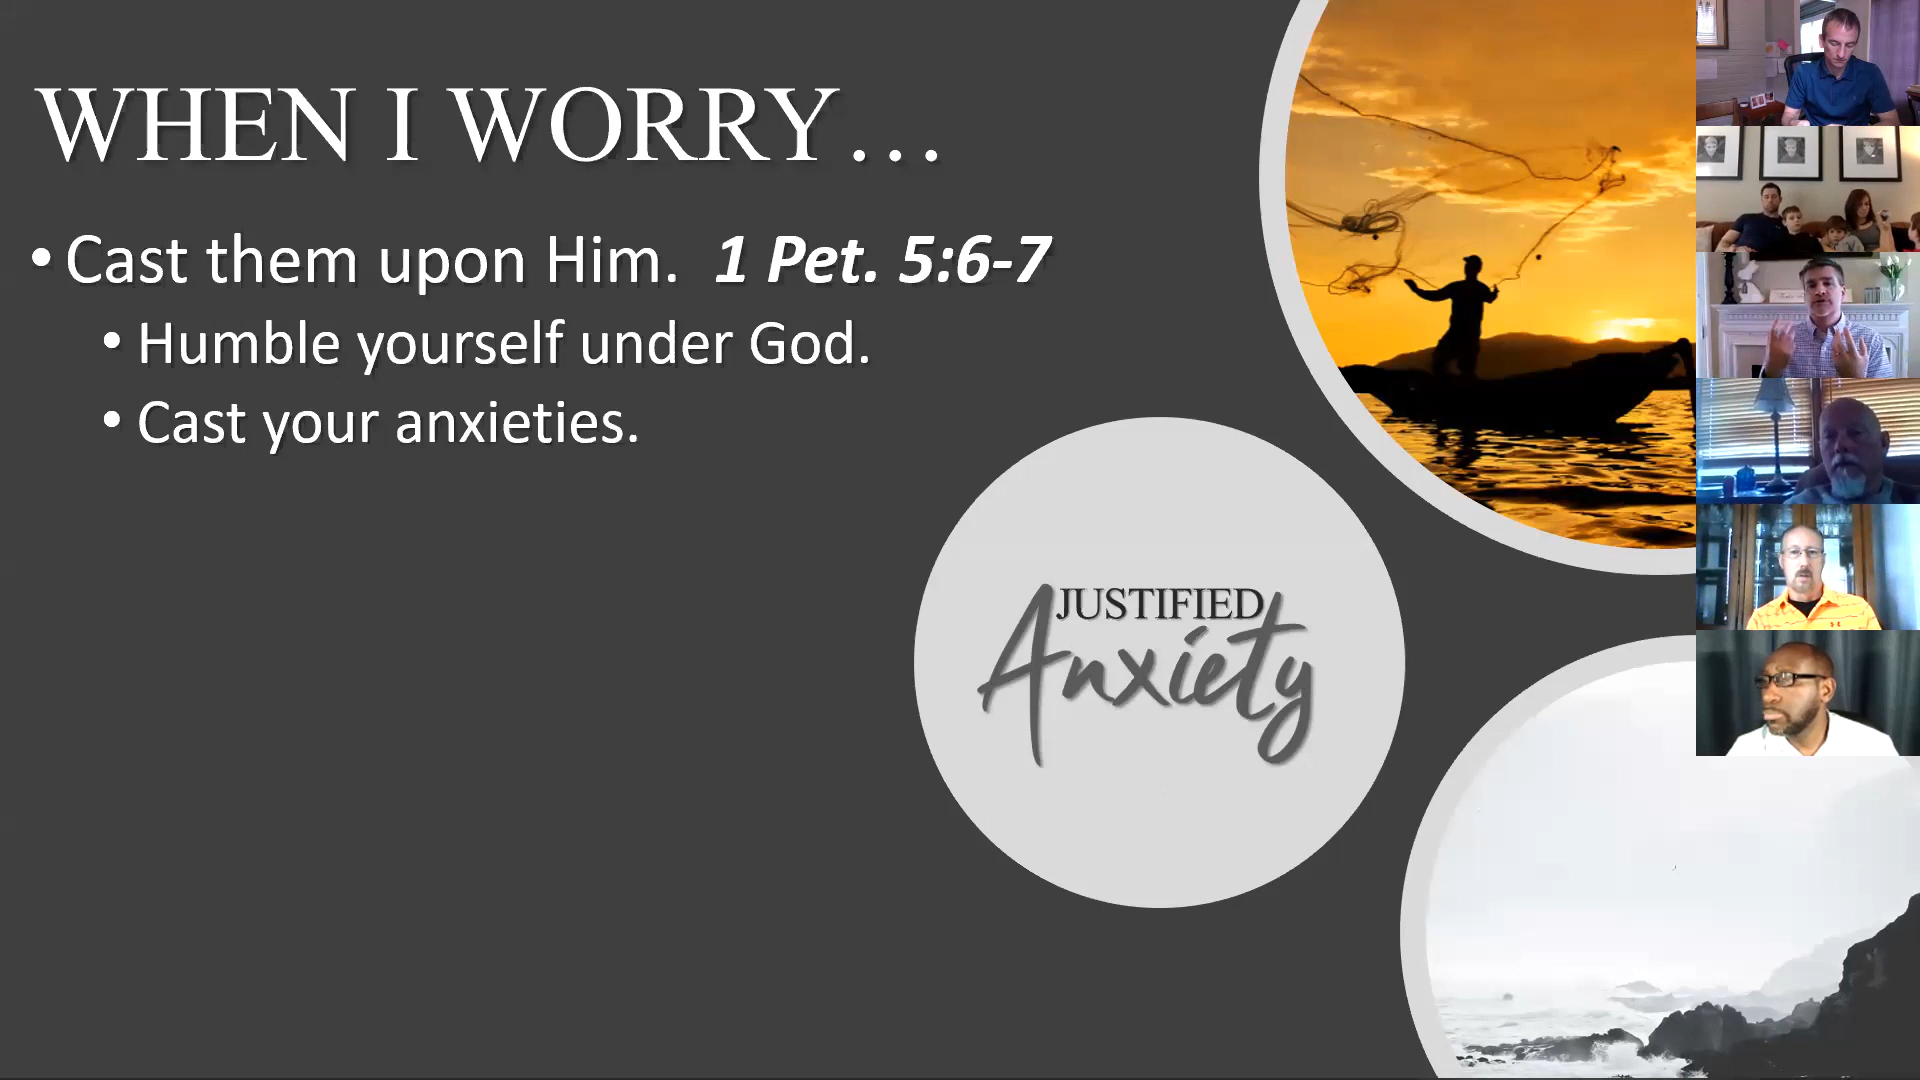 WHEN I WORRY…
• Cast them upon Him. 1 Pet. 5:6-7
• Humble yourself under God.
• Cast your anxieties.
JUSTIFIED
Anxiety